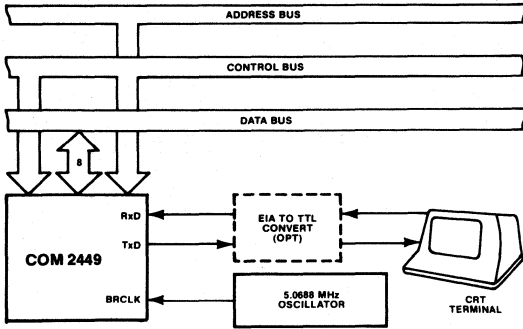 ADDRESS BUS
CONTROL BUS
DATA BUS
8
RxD
TxD
COM 2449
BRCLK
EIA TO TTL
CONVERT
(OPT)
5.0688 MHz
OSCILLATOR
CRT
TERMINAL